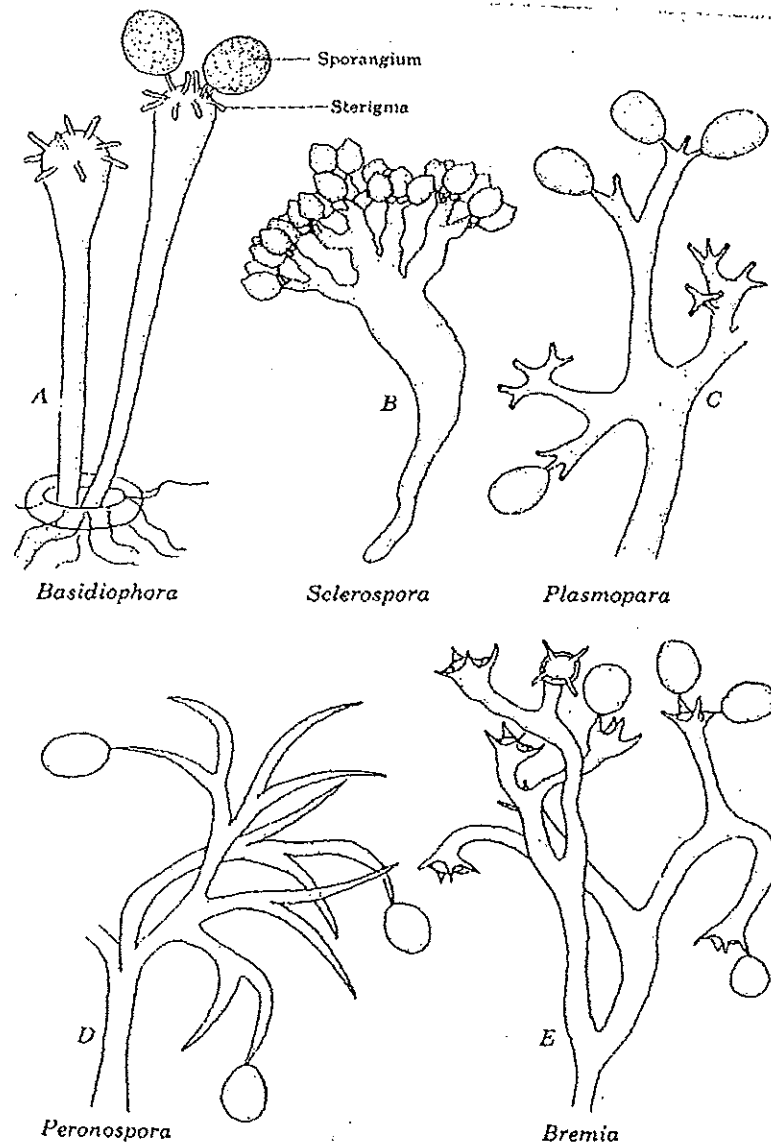 Sporangium
Sterigma
A
B
C
Basidiophora
Sclerospora
Plasmopara
D
E
Peronospora
Bremia